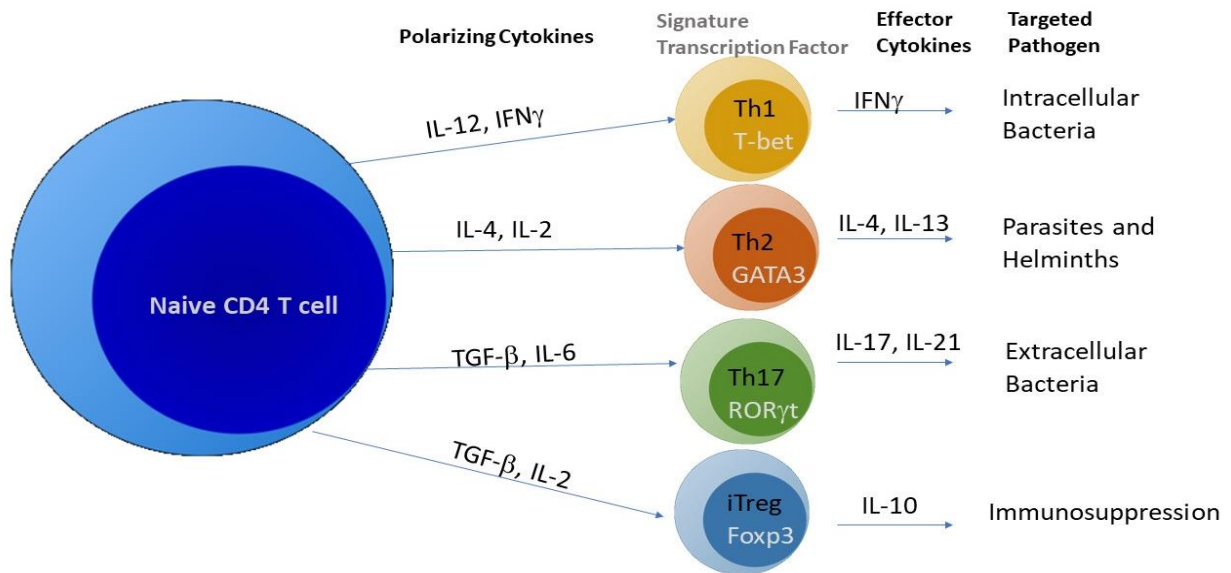 Polarizing Cytokines
Signature
Transcription Factor
Effector
Cytokines
Targeted
Pathogen
Naive CD4 T cell
IL-12, IFNγ
Th1
T-bet
IFNγ
Intracellular
Bacteria
IL-4, IL-2
Th2
GATA3
IL-4, IL-13
Parasites and
Helminths
TGF-β, IL-6
Th17
RORγt
IL-17, IL-21
Extracellular
Bacteria
TGF-β, IL-2
iTreg
Foxp3
IL-10
Immunosuppression